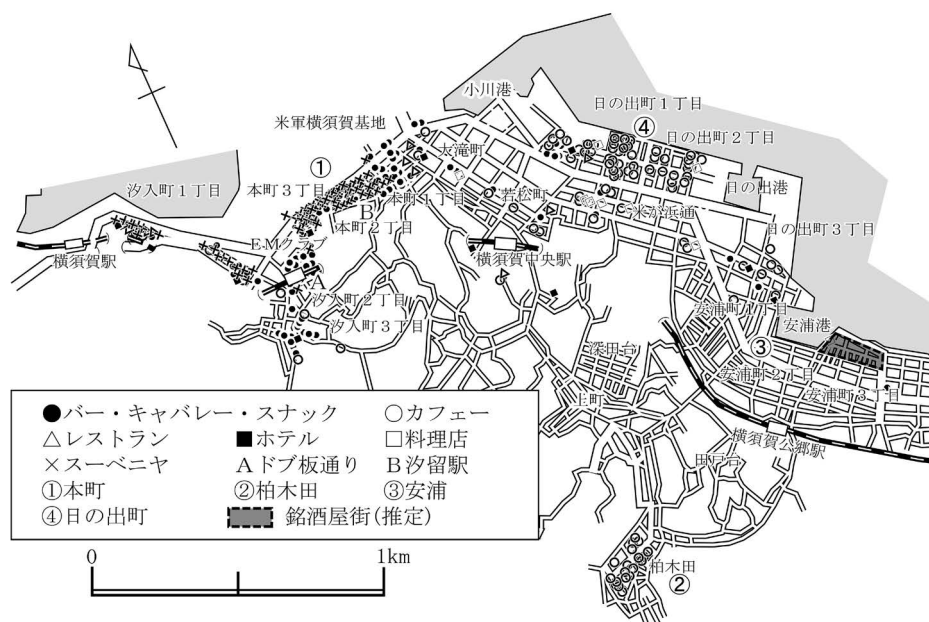 小川港
日の出町1丁目
④
日の出町2丁目
米軍横須賀基地
大滝町
①
汐入町1丁目
本町3丁目
本町1丁目
若松町
日の出港
B
本町2丁目
米が浜通
日の出町3丁目
EMクラブ
横須賀駅
横須賀中央駅
A
汐入町2丁目
安浦町1丁目
安浦港
汐入町3丁目
③
深田台
安浦町2丁目
安浦町3丁目
上町
横須賀公郷駅
田戸台
柏木田
②
●バー・キャバレー・スナック ○カフェー
△レストラン ■ホテル □料理店
×スーベニヤ Aドブ板通り B汐留駅
①本町 ②柏木田 ③安浦
④日の出町 銘酒屋街(推定)
0 1km